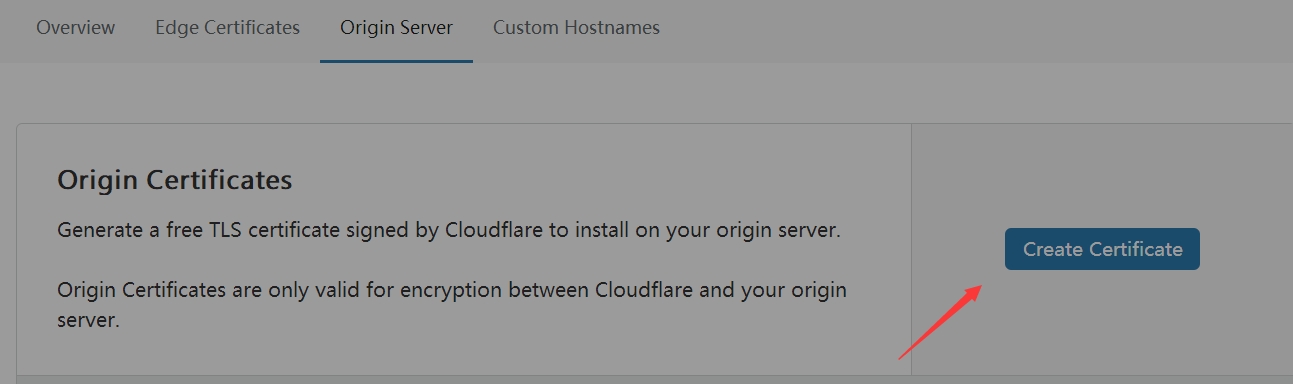 Overview Edge Certificates Origin Server Custom Hostnames
Origin Certificates
Generate a free TLS certificate signed by Cloudflare to install on your origin server.
Origin Certificates are only valid for encryption between Cloudflare and your origin
server.
Create Certificate